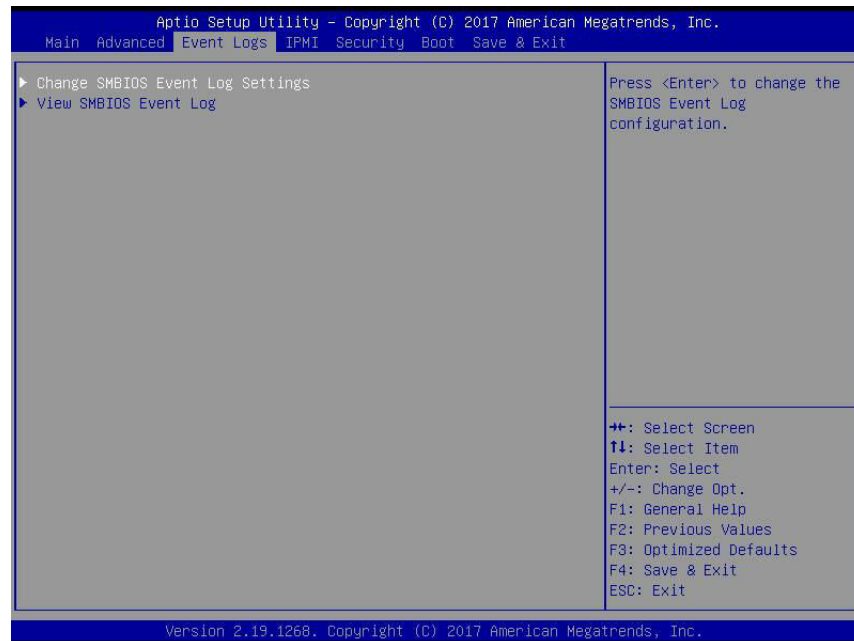 Aptio Setup Utility – Copyright (C) 2017 American Megatrends, Inc.
Main Advanced Event Logs IPMI Security Boot Save & Exit
▶ Change SMBIOS Event Log Settings
▶ View SMBIOS Event Log
Press <Enter> to change the
SMBIOS Event Log
configuration.
→←: Select Screen
↑↓: Select Item
Enter: Select
+/-: Change Opt.
F1: General Help
F2: Previous Values
F3: Optimized Defaults
F4: Save & Exit
ESC: Exit
Version 2.19.1268. Copyright (C) 2017 American Megatrends, Inc.